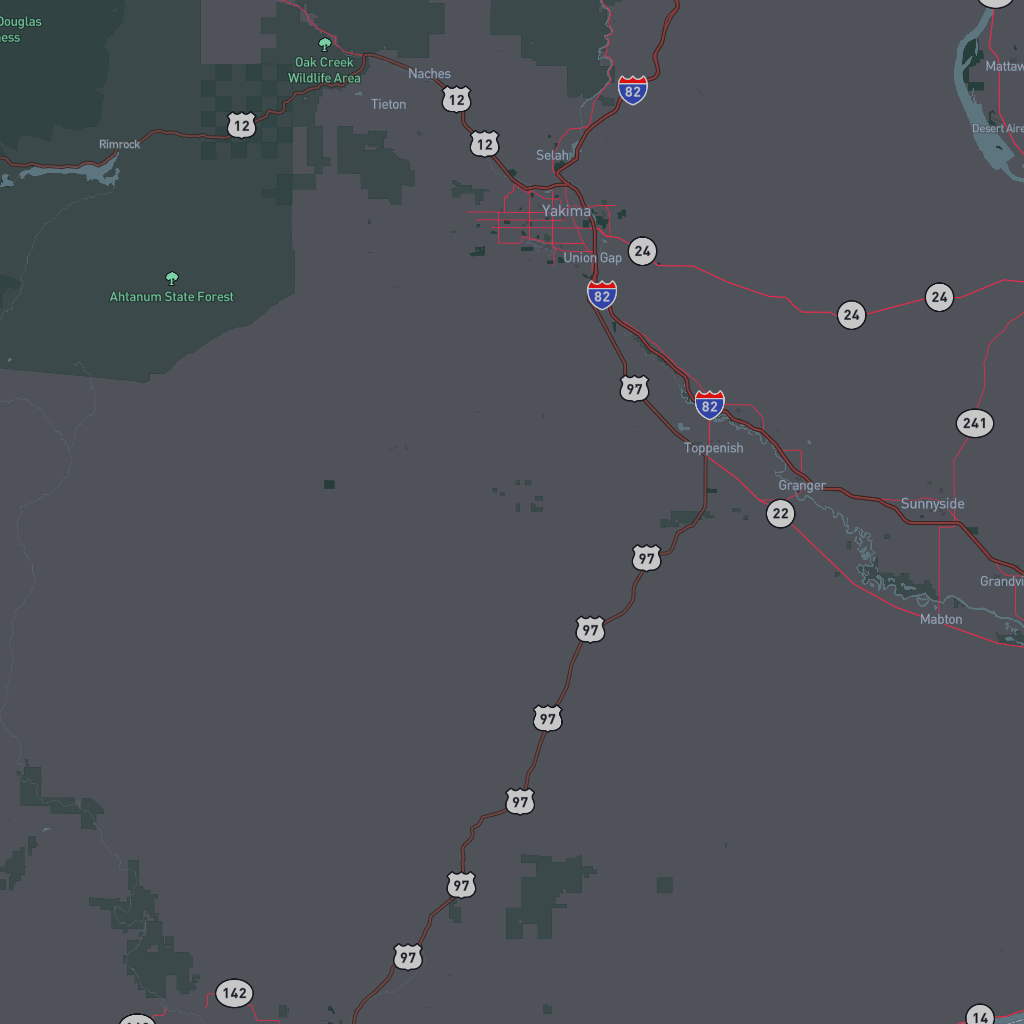 Douglas
ness
Oak Creek
Wildlife Area
Naches
82
Mattaw
12
Tieton
12
Desert Aire
12
Rimrock
Selah
Yakima
24
Union Gap
Ahtanum State Forest
82
24
24
97
82
241
Toppenish
Granger
Sunnyside
22
97
Grandvi
Mabton
97
97
97
97
97
142
14